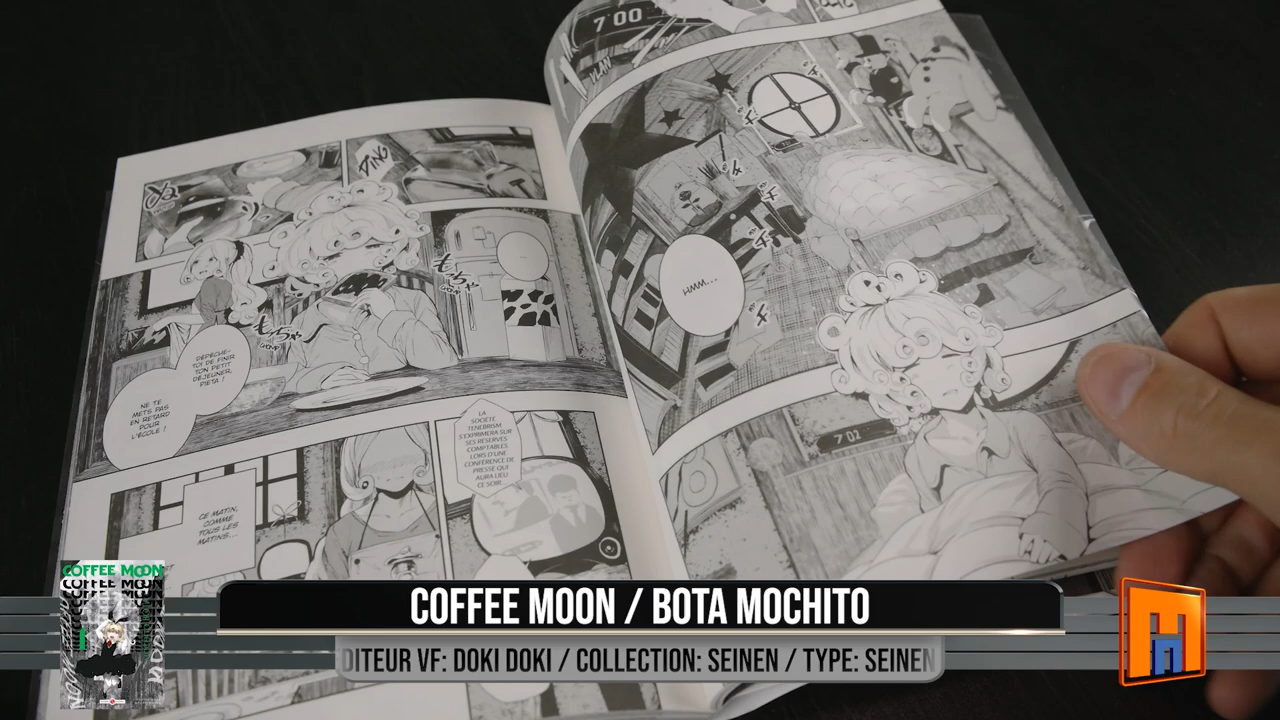 7 00
VLAN
DING
HMM...
DÉPÊCHE-
TOI DE FINIR
TON PETIT
DÉJEUNER,
PIETA !
NE TE
METS PAS
EN RETARD
POUR
L'ÉCOLE !
7 02
LA
SOCIÉTÉ
TENEBRISM
S'EXPRIMERA SUR
SES RÉSERVES
COMPTABLES
LORS D'UNE
CONFÉRENCE DE
PRESSE QUI
AURA LIEU
CE SOIR...
CE MATIN,
COMME
TOUS LES
MATINS...
COFFEE MOON
COFFEE MOON
COFFEE MOON / BOTA MOCHITO
DITEUR VF: DOKI DOKI / COLLECTION: SEINEN / TYPE: SEINEN